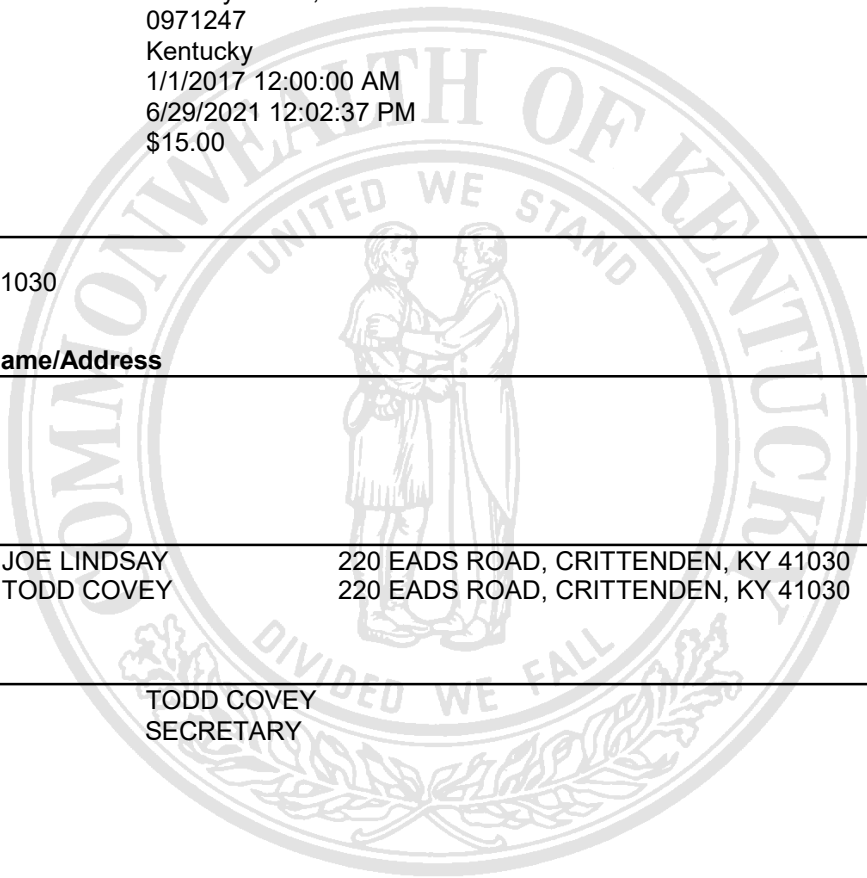 0971247
Kentucky
1/1/2017 12:00:00 AM
6/29/2021 12:02:37 PM
$15.00
1030
ame/Address
JOE LINDSAY 220 EADS ROAD, CRITTENDEN, KY 41030
TODD COVEY 220 EADS ROAD, CRITTENDEN, KY 41030
TODD COVEY
SECRETARY
COMMONWEALTH OF KENTUCKY
UNITED WE STAND
DIVIDED WE FALL